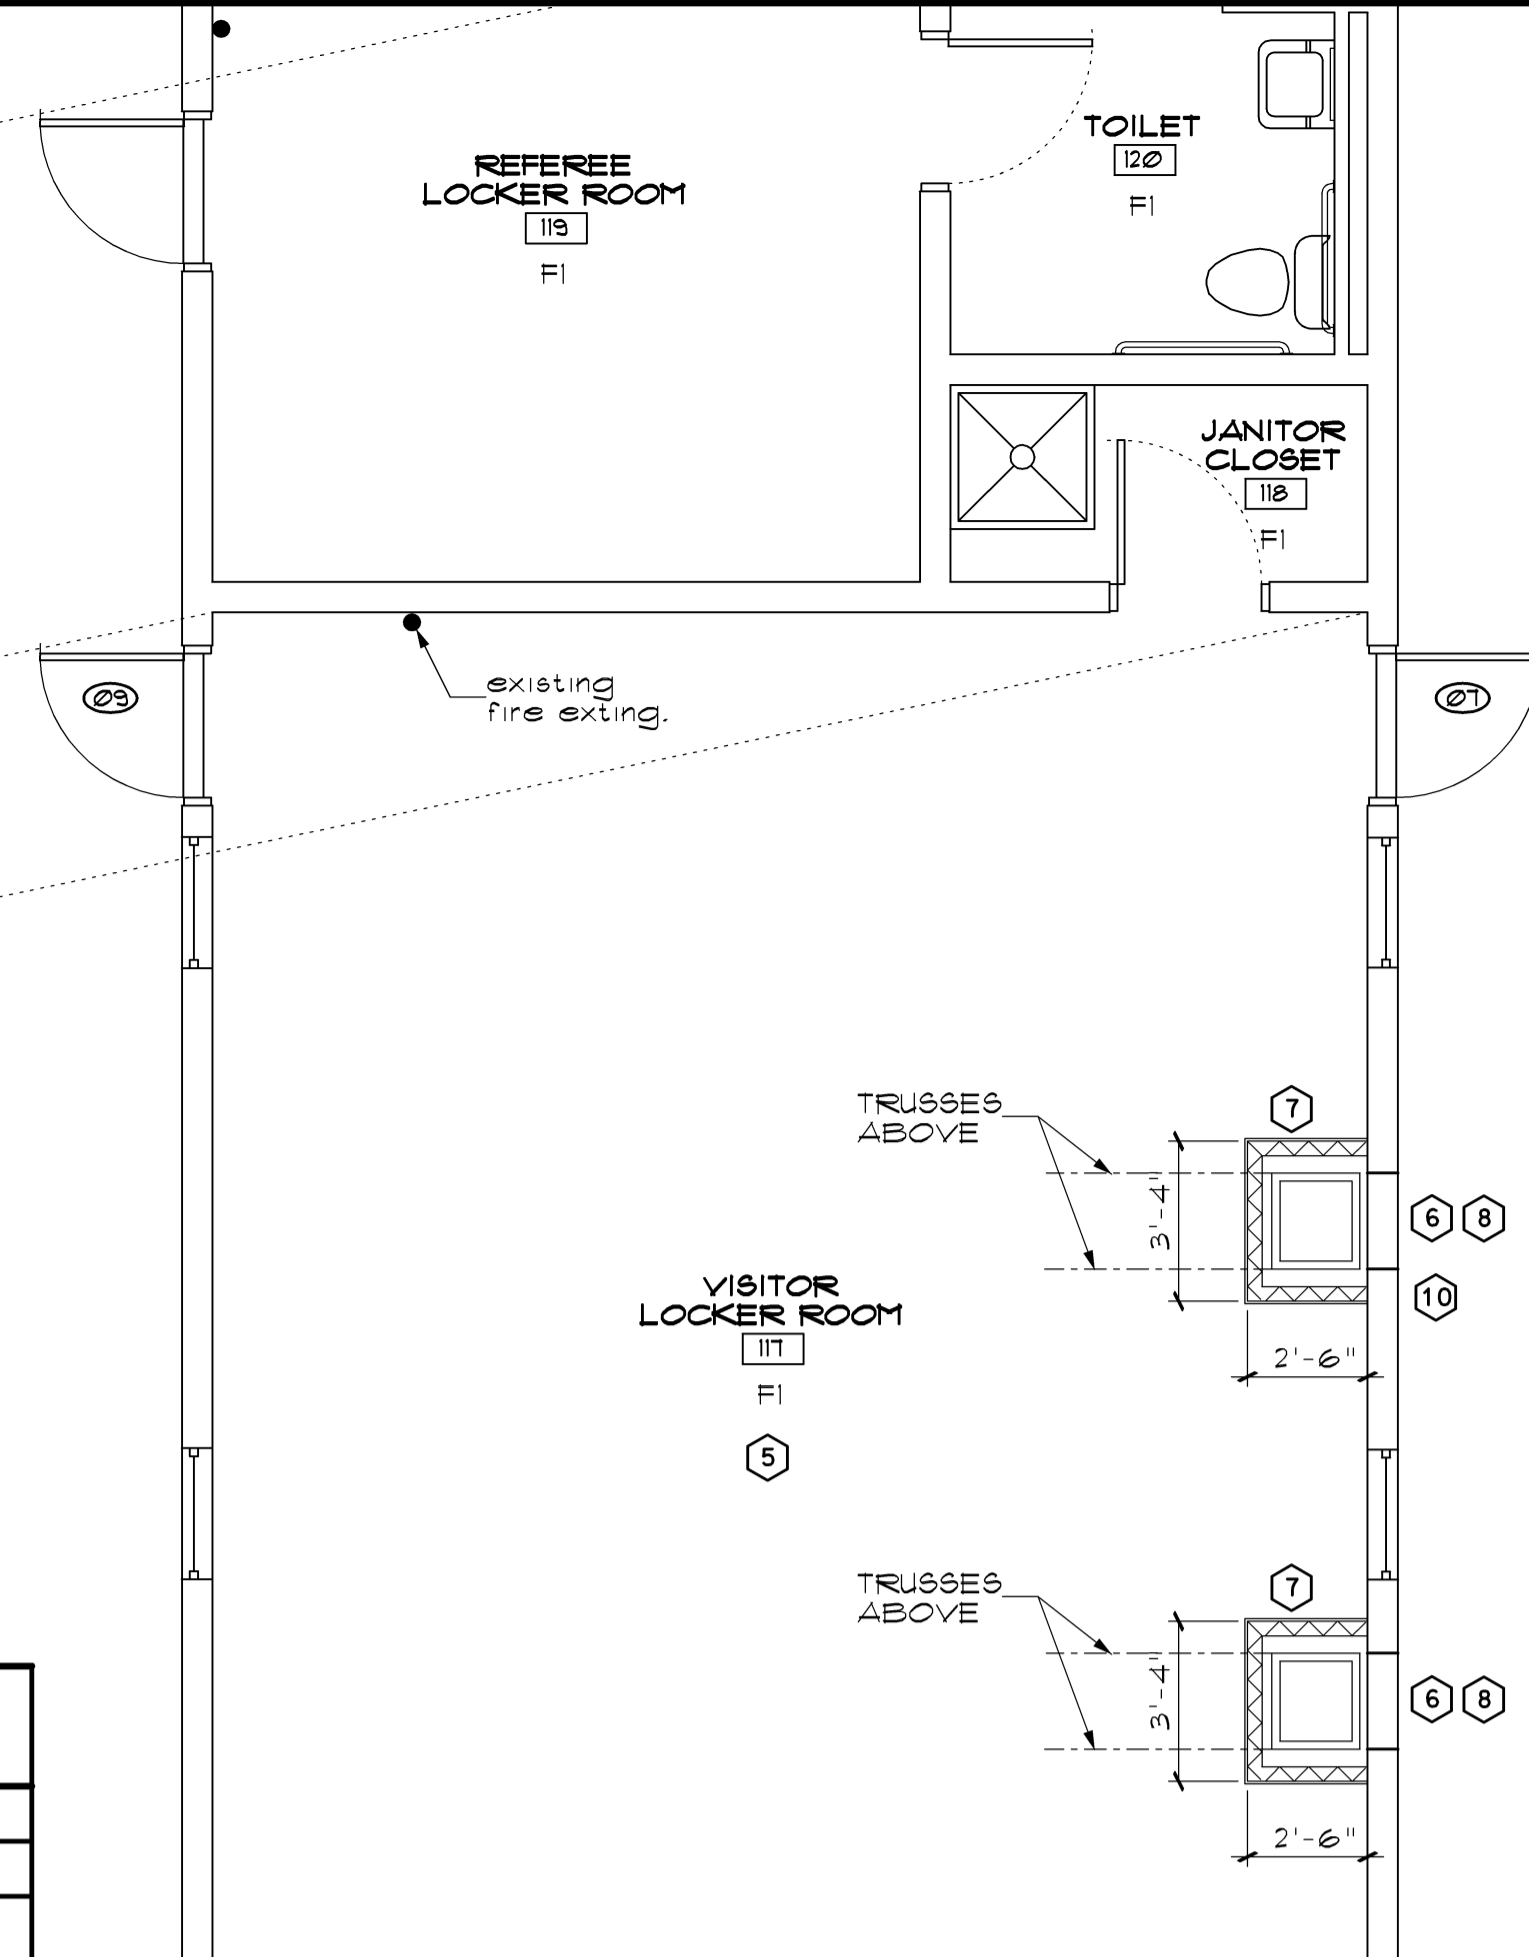 TOILET
120
F1
REFEREE
LOCKER ROOM
119
F1
JANITOR
CLOSET
118
F1
existing
fire exting.
09
07
TRUSSES
ABOVE
7
3'-4"
6 8
10
2'-6"
VISITOR
LOCKER ROOM
117
F1
5
TRUSSES
ABOVE
7
3'-4"
6 8
2'-6"